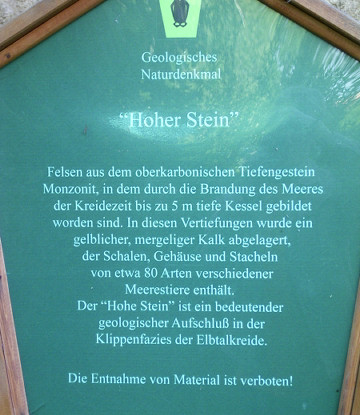 Geologisches
Naturdenkmal
“Hoher Stein”
Felsen aus dem oberkarbonischen Tiefengestein
Monzonit, in dem durch die Brandung des Meeres
der Kreidezeit bis zu 5 m tiefe Kessel gebildet
worden sind. In diesen Vertiefungen wurde ein
gelblicher, mergeliger Kalk abgelagert,
der Schalen, Gehäuse und Stacheln
von etwa 80 Arten verschiedener
Meerestiere enthält.
Der “Hohe Stein” ist ein bedeutender
geologischer Aufschluß in der
Klippenfazies der Elbtalkreide.
Die Entnahme von Material ist verboten!